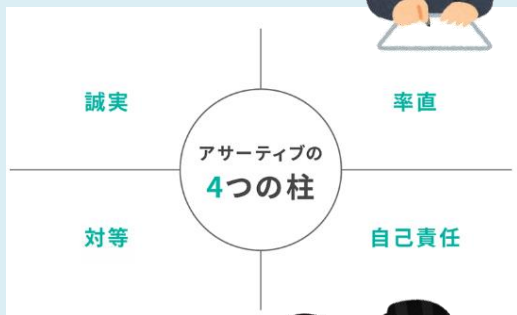 誠実
率直
アサーティブの
4つの柱
対等
自己責任